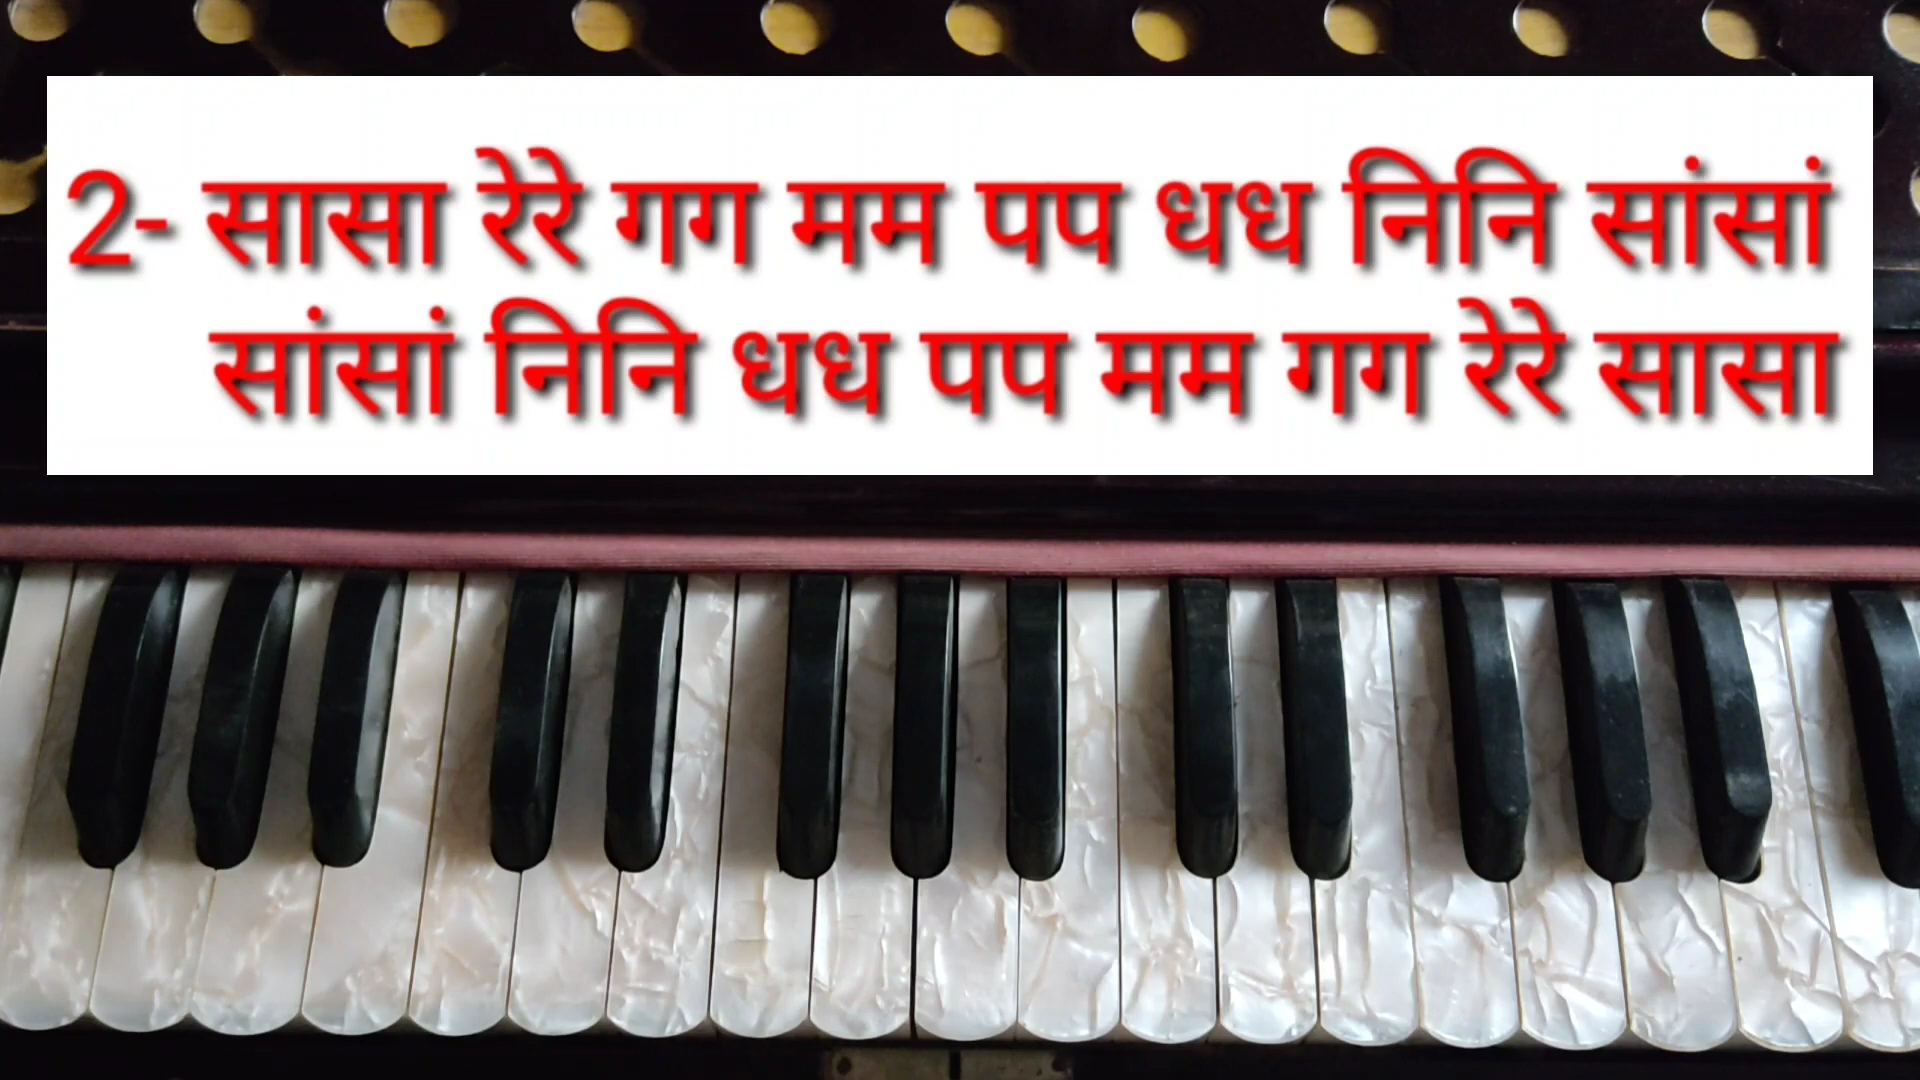 2- सासा रेरे गग मम पप धध निनि सांसां
सांसां निनि धध पप मम गग रेरे सासा